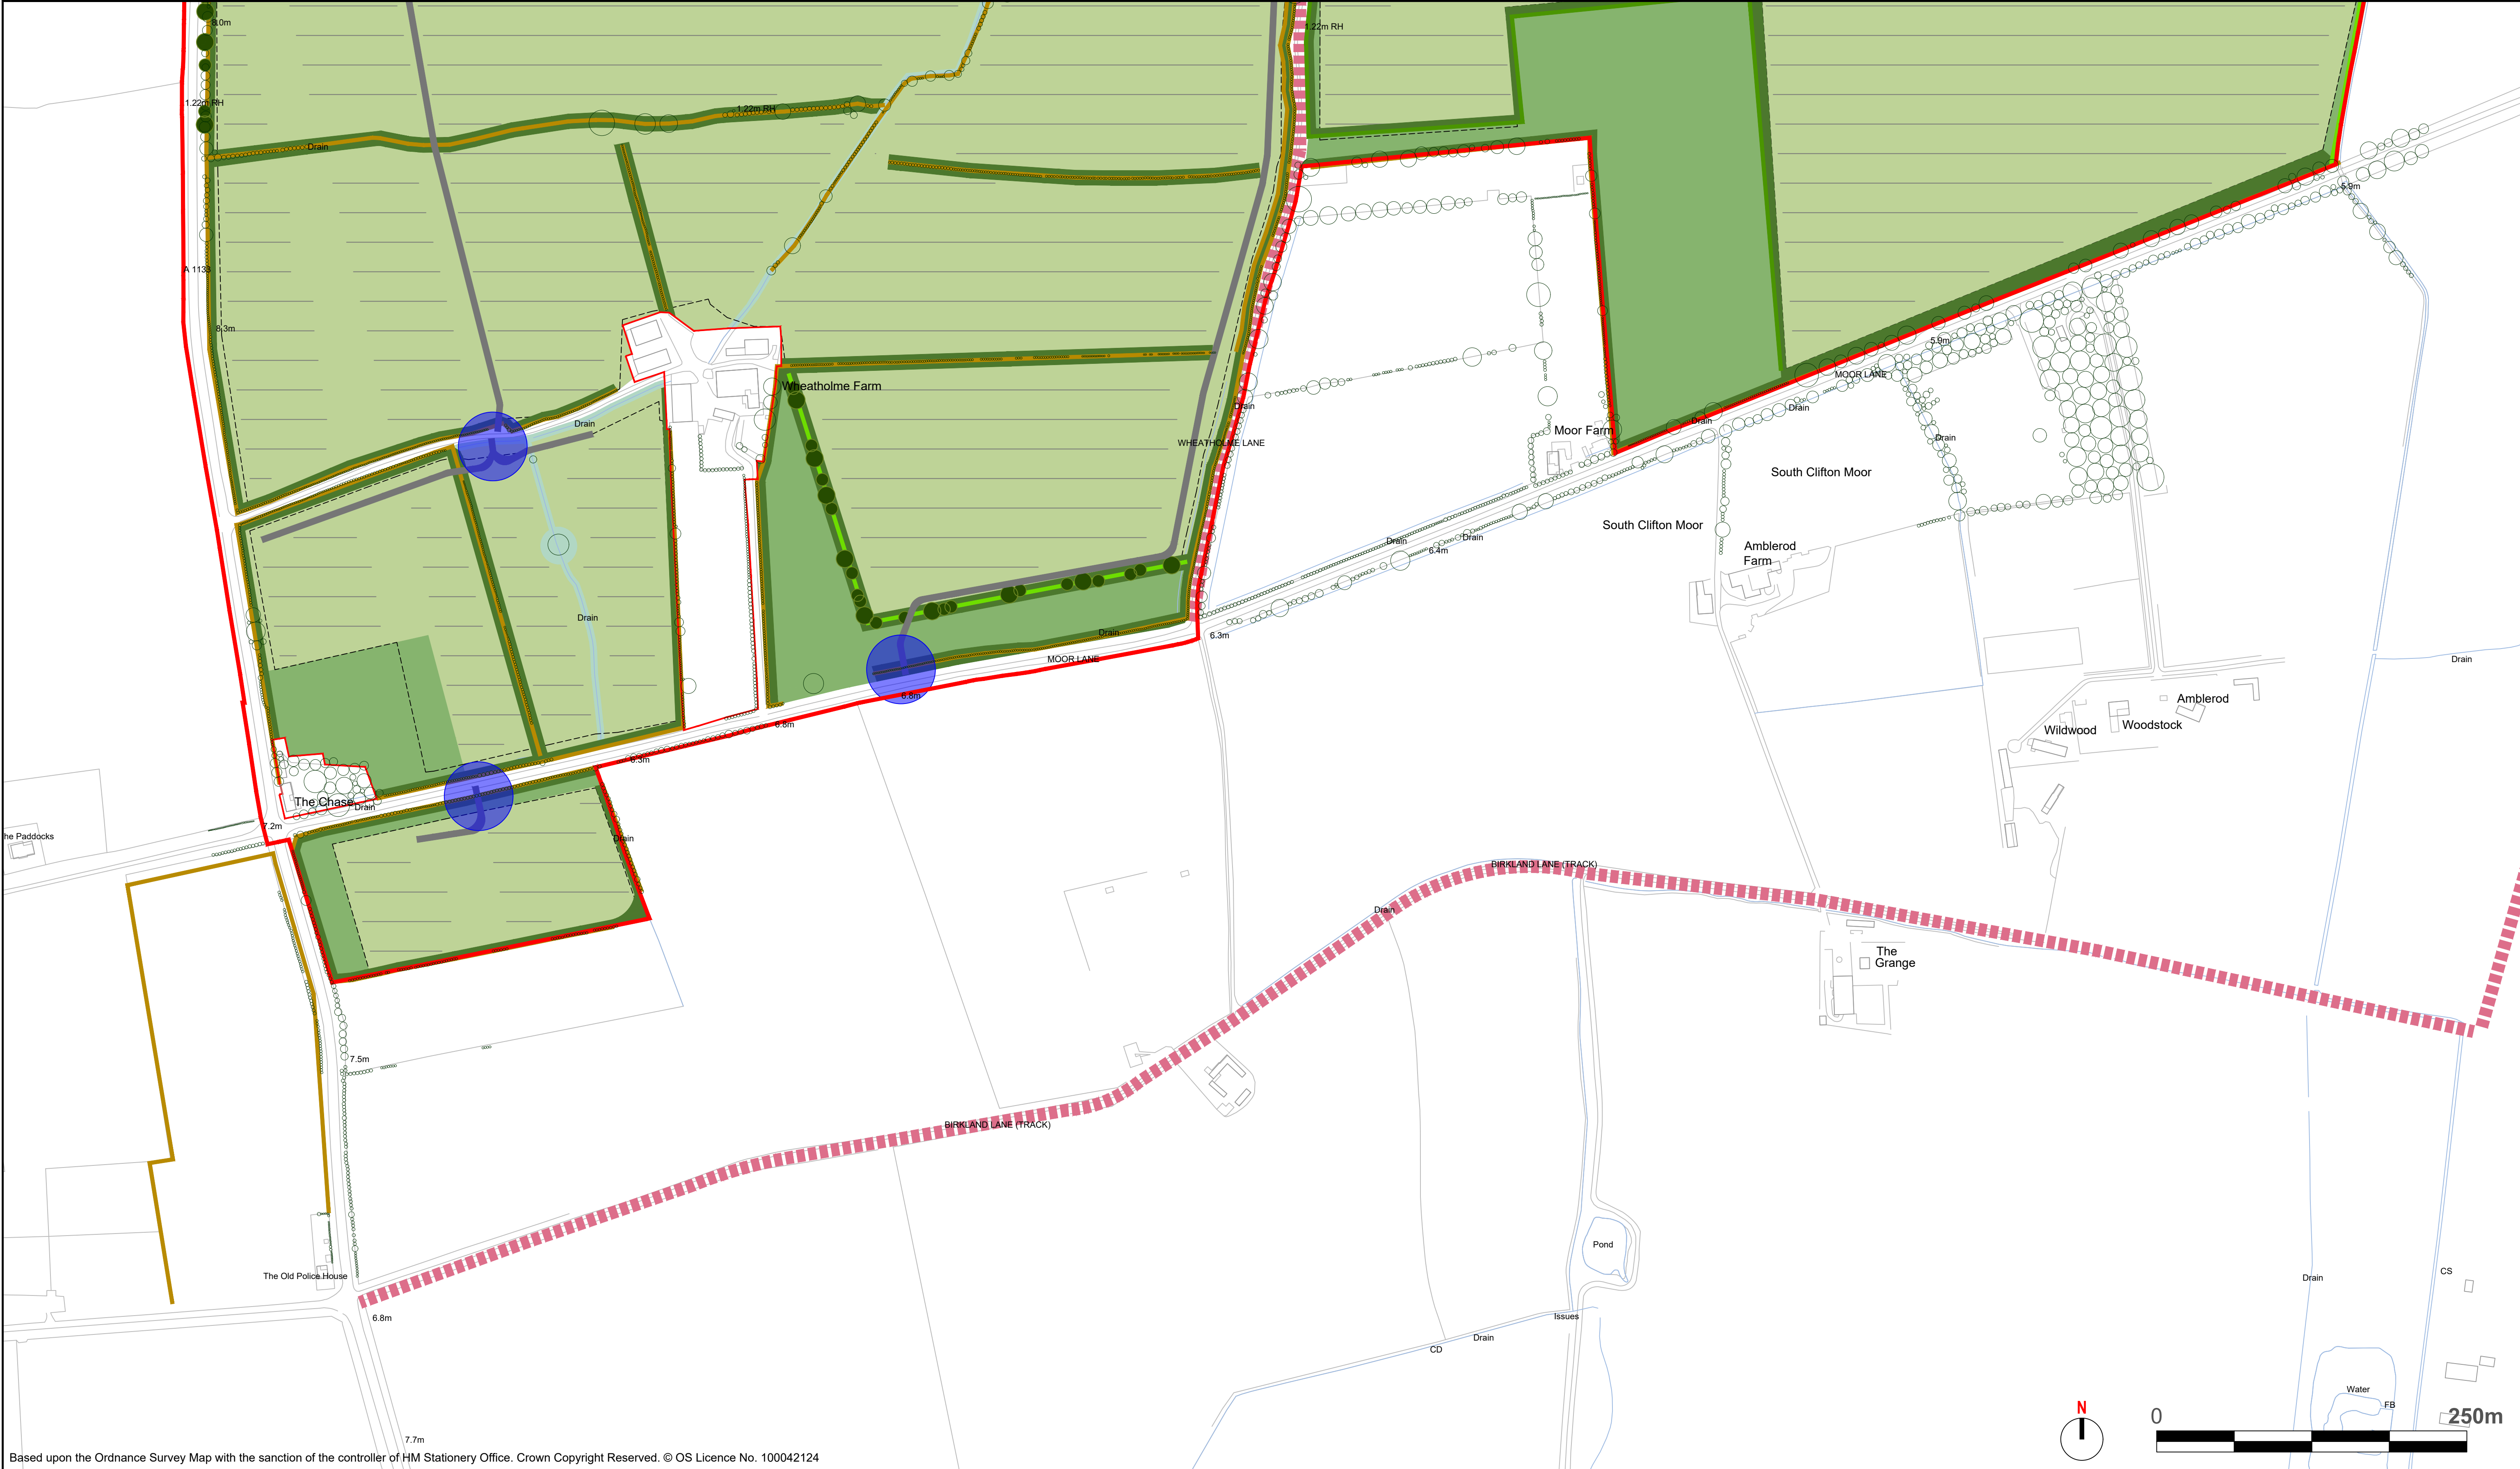 8.0m
1.22m RH
1.22m RH
1.22m RH
Drain
5.9m
A 1133
8.3m
5.9m
MOOR LANE
Wheatholme Farm
Drain
Drain
Drain
Drain
Moor Farm
Drain
WHEATHOLME LANE
Drain
South Clifton Moor
South Clifton Moor
Drain
Drain
6.4m
Amblerod
Farm
Drain
Drain
6.3m
MOOR LANE
Drain
6.8m
Amblerod
6.8m
Woodstock
Wildwood
6.3m
The Chase
Drain
7.2m
he Paddocks
Drain
BIRKLAND LANE (TRACK)
Drain
The
Grange
7.5m
BIRKLAND LANE (TRACK)
Pond
The Old Police House
CS
Drain
6.8m
Issues
Drain
CD
Water
FB
N
0
250m
7.7m
Based upon the Ordnance Survey Map with the sanction of the controller of HM Stationery Office. Crown Copyright Reserved. © OS Licence No. 100042124